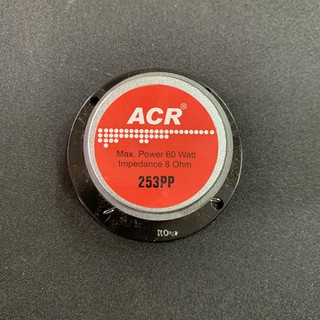 ACR®
Max. Power 60 Watt
Impedance 8 Ohm
253PP